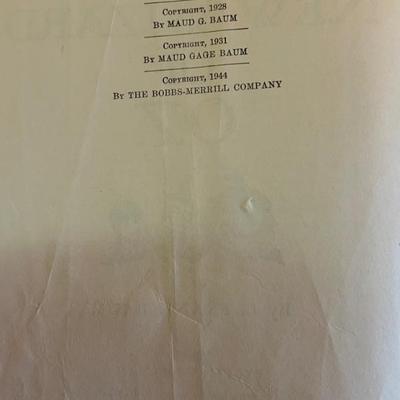 Copyright, 1928
By MAUD G. BAUM
Copyright, 1931
By MAUD GAGE BAUM
Copyright, 1944
By THE BOBBS-MERRILL COMPANY